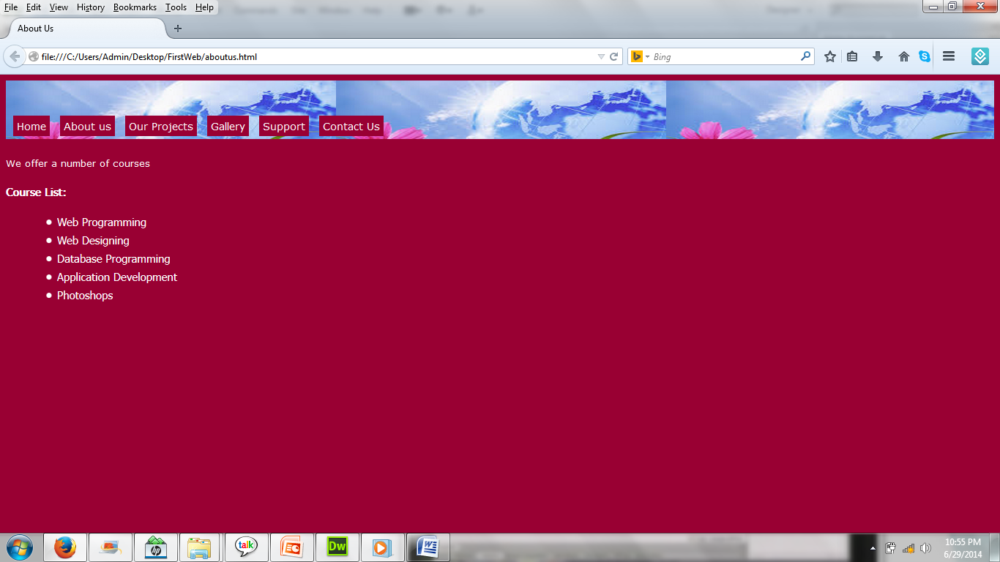 File Edit View History Bookmarks Tools Help
About Us
file:///C:/Users/Admin/Desktop/FirstWeb/aboutus.html
Bing
Home About us Our Projects Gallery Support Contact Us
We offer a number of courses
Course List:
Web Programming
Web Designing
Database Programming
Application Development
Photoshops
hp talk Dw W
10:55 PM
6/29/2014